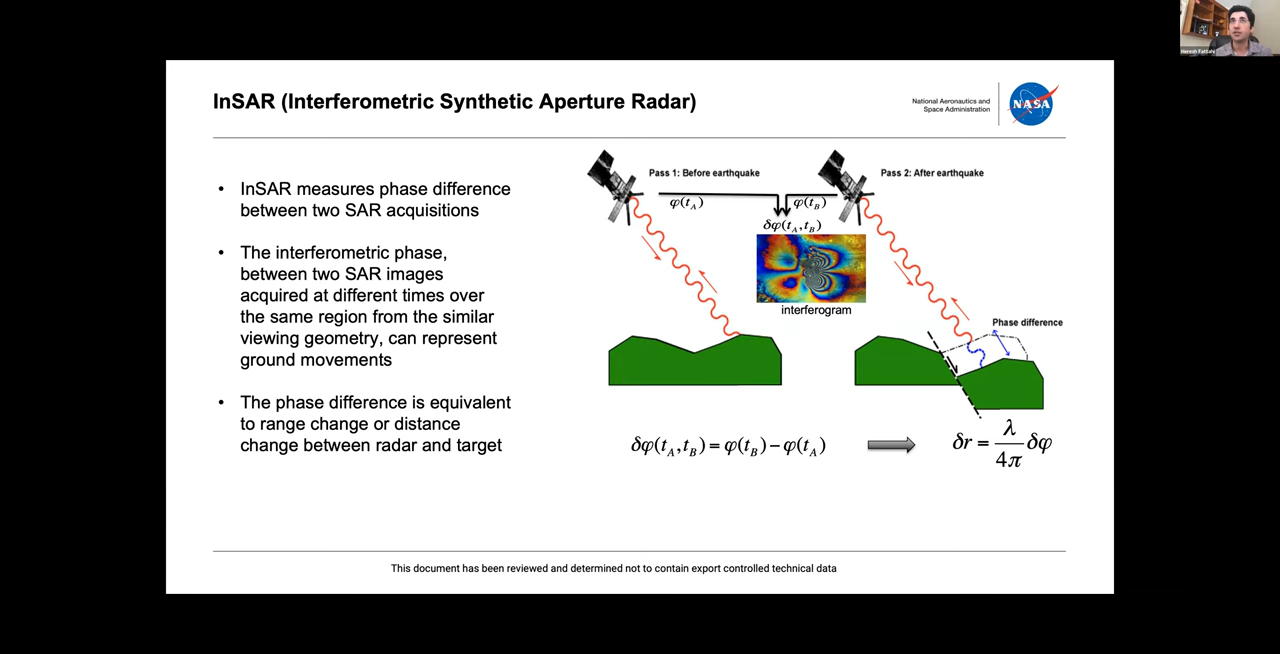 Heresh Fattahi
InSAR (Interferometric Synthetic Aperture Radar)
National Aeronautics and
Space Administration
NASA
• InSAR measures phase difference
between two SAR acquisitions
• The interferometric phase,
between two SAR images
acquired at different times over
the same region from the similar
viewing geometry, can represent
ground movements
• The phase difference is equivalent
to range change or distance
change between radar and target
Pass 1: Before earthquake
Pass 2: After earthquake
φ(t_A)
φ(t_B)
δφ(t_A,t_B)
interferogram
Phase difference
δφ(t_A,t_B) = φ(t_B) − φ(t_A)
δr = λ/4π δφ
This document has been reviewed and determined not to contain export controlled technical data